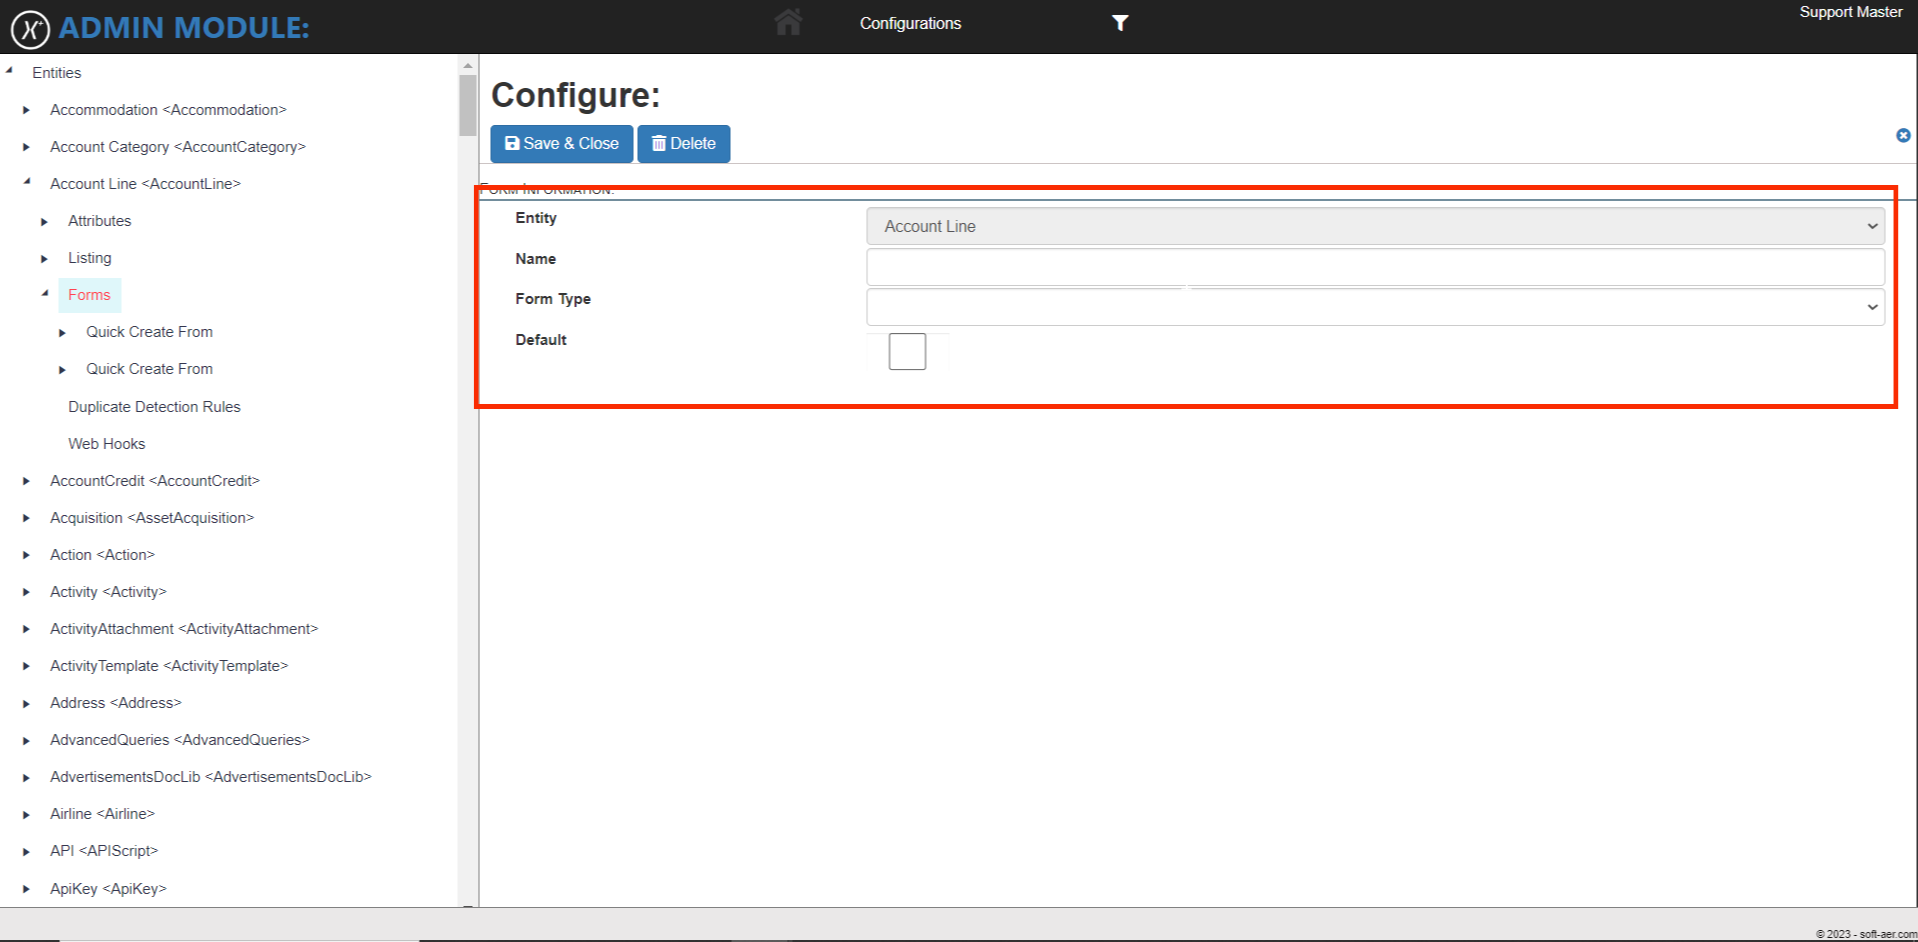 X+ ADMIN MODULE:
Configurations
Support Master
Entities
Accommodation <Accommodation>
Account Category <AccountCategory>
Account Line <AccountLine>
Attributes
Listing
Forms
Quick Create From
Quick Create From
Duplicate Detection Rules
Web Hooks
AccountCredit <AccountCredit>
Acquisition <AssetAcquisition>
Action <Action>
Activity <Activity>
ActivityAttachment <ActivityAttachment>
ActivityTemplate <ActivityTemplate>
Address <Address>
AdvancedQueries <AdvancedQueries>
AdvertisementsDocLib <AdvertisementsDocLib>
Airline <Airline>
API <APIScript>
ApiKey <ApiKey>
Configure:
Save & Close Delete
FORM INFORMATION:
Entity Account Line
Name
Form Type
Default
© 2023 - soft-aer.com